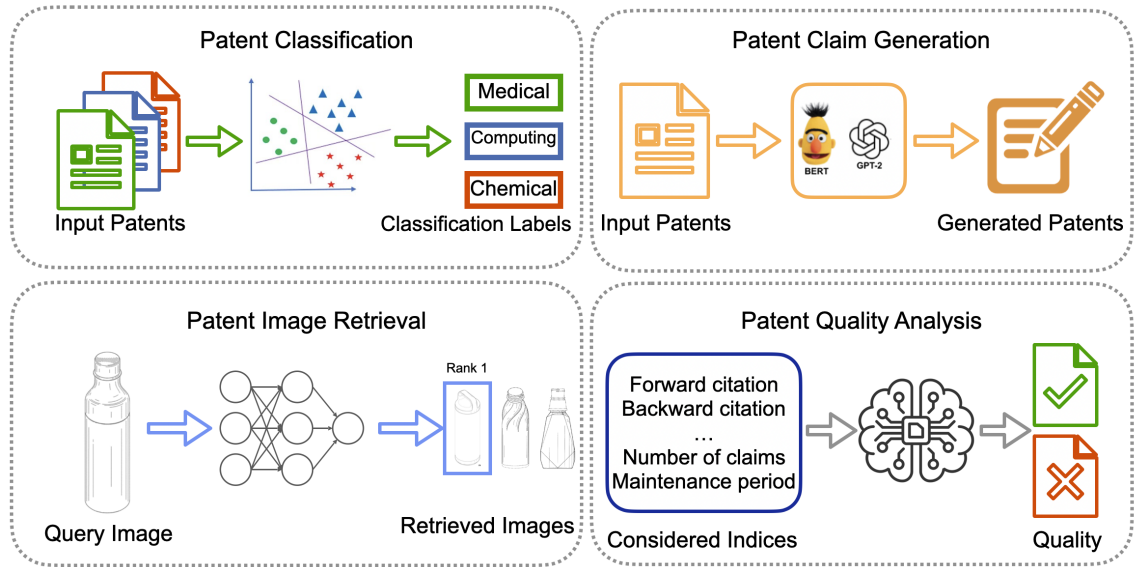 Patent Classification
Medical
Computing
Chemical
Input Patents
Classification Labels
Patent Claim Generation
BERT
GPT-2
Input Patents
Generated Patents
Patent Image Retrieval
Rank 1
Query Image
Retrieved Images
Patent Quality Analysis
Forward citation
Backward citation
...
Number of claims
Maintenance period
Considered Indices
Quality